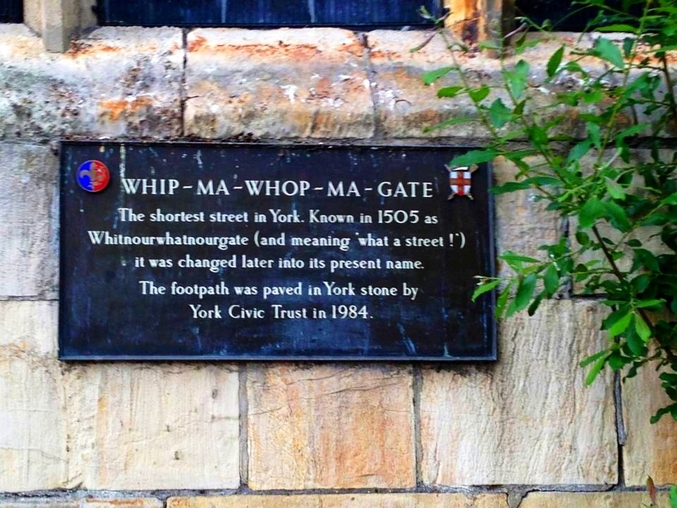 WHIP-MA-WHOP-MA-GATE
The shortest street in York. Known in 1505 as
Whitnourwhatnourgate (and meaning "what a street !")
it was changed later into its present name.
The footpath was paved in York stone by
York Civic Trust in 1984.